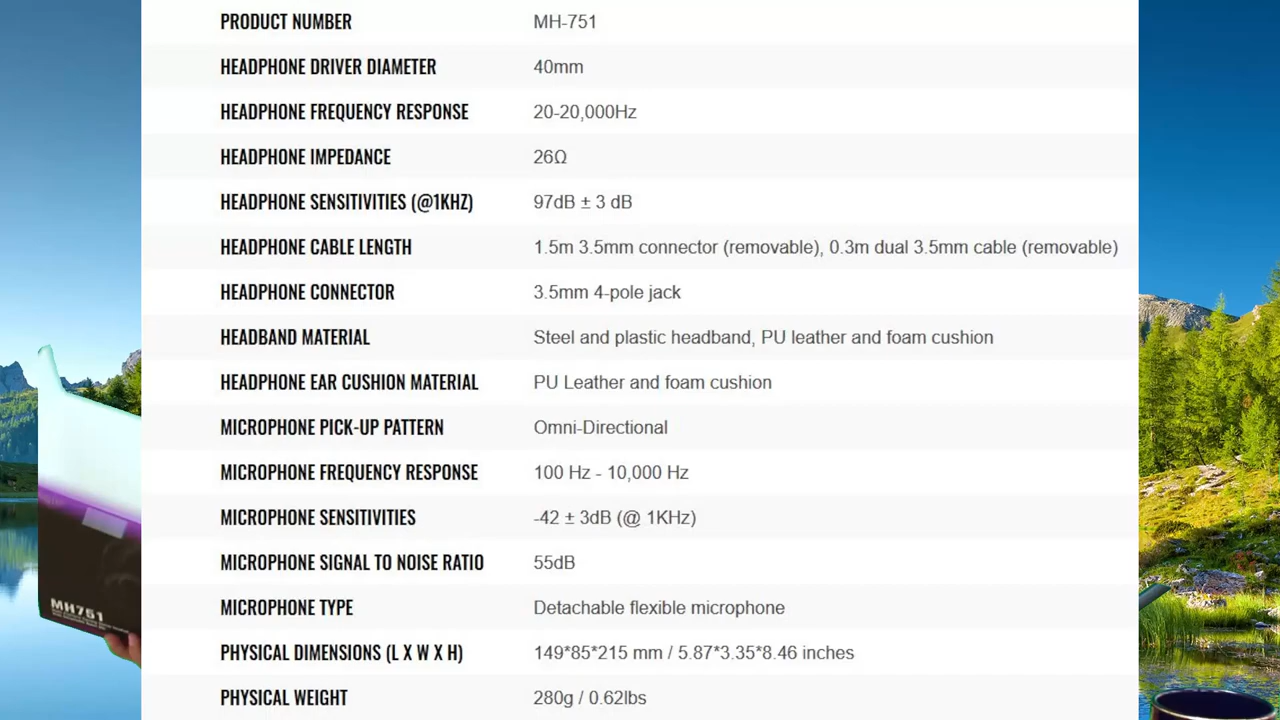 PRODUCT NUMBER MH-751
HEADPHONE DRIVER DIAMETER 40mm
HEADPHONE FREQUENCY RESPONSE 20-20,000Hz
HEADPHONE IMPEDANCE 26Ω
HEADPHONE SENSITIVITIES (@1KHZ) 97dB ± 3 dB
HEADPHONE CABLE LENGTH 1.5m 3.5mm connector (removable), 0.3m dual 3.5mm cable (removable)
HEADPHONE CONNECTOR 3.5mm 4-pole jack
HEADBAND MATERIAL Steel and plastic headband, PU leather and foam cushion
HEADPHONE EAR CUSHION MATERIAL PU Leather and foam cushion
MICROPHONE PICK-UP PATTERN Omni-Directional
MICROPHONE FREQUENCY RESPONSE 100 Hz - 10,000 Hz
MICROPHONE SENSITIVITIES -42 ± 3dB (@ 1KHz)
MICROPHONE SIGNAL TO NOISE RATIO 55dB
MICROPHONE TYPE Detachable flexible microphone
PHYSICAL DIMENSIONS (L X W X H) 149*85*215 mm / 5.87*3.35*8.46 inches
PHYSICAL WEIGHT 280g / 0.62lbs
MH751